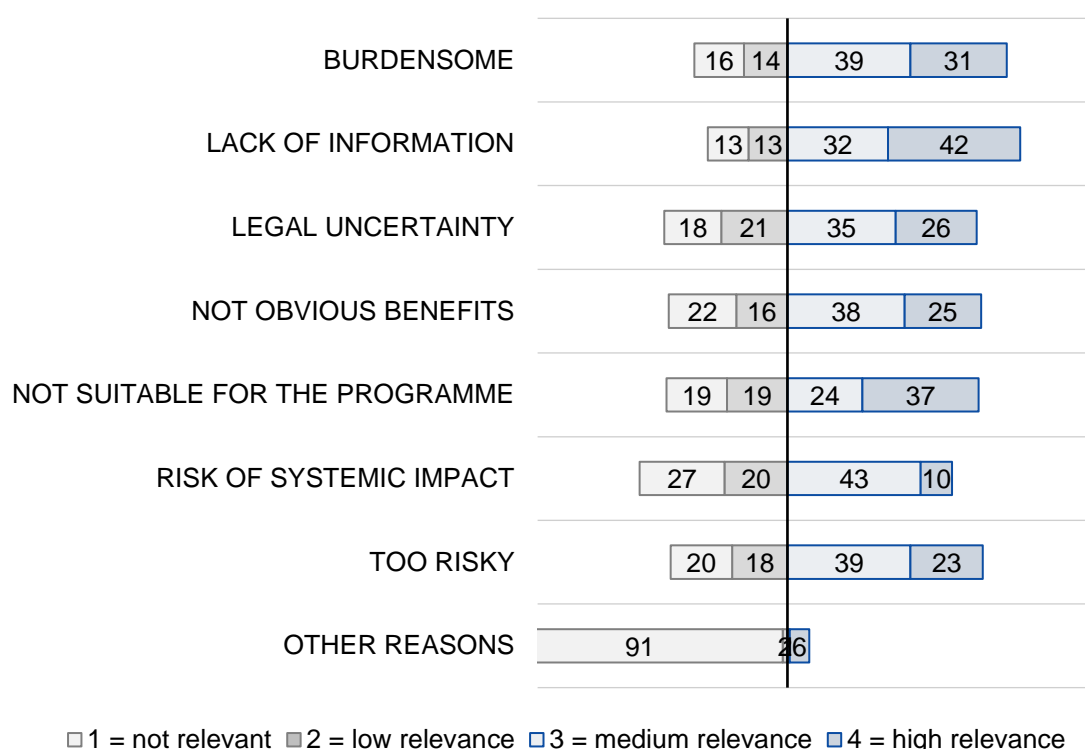 BURDENSOME 16 14 39 31
LACK OF INFORMATION 13 13 32 42
LEGAL UNCERTAINTY 18 21 35 26
NOT OBVIOUS BENEFITS 22 16 38 25
NOT SUITABLE FOR THE PROGRAMME 19 19 24 37
RISK OF SYSTEMIC IMPACT 27 20 43 10
TOO RISKY 20 18 39 23
OTHER REASONS 91 6
1 = not relevant 2 = low relevance 3 = medium relevance 4 = high relevance